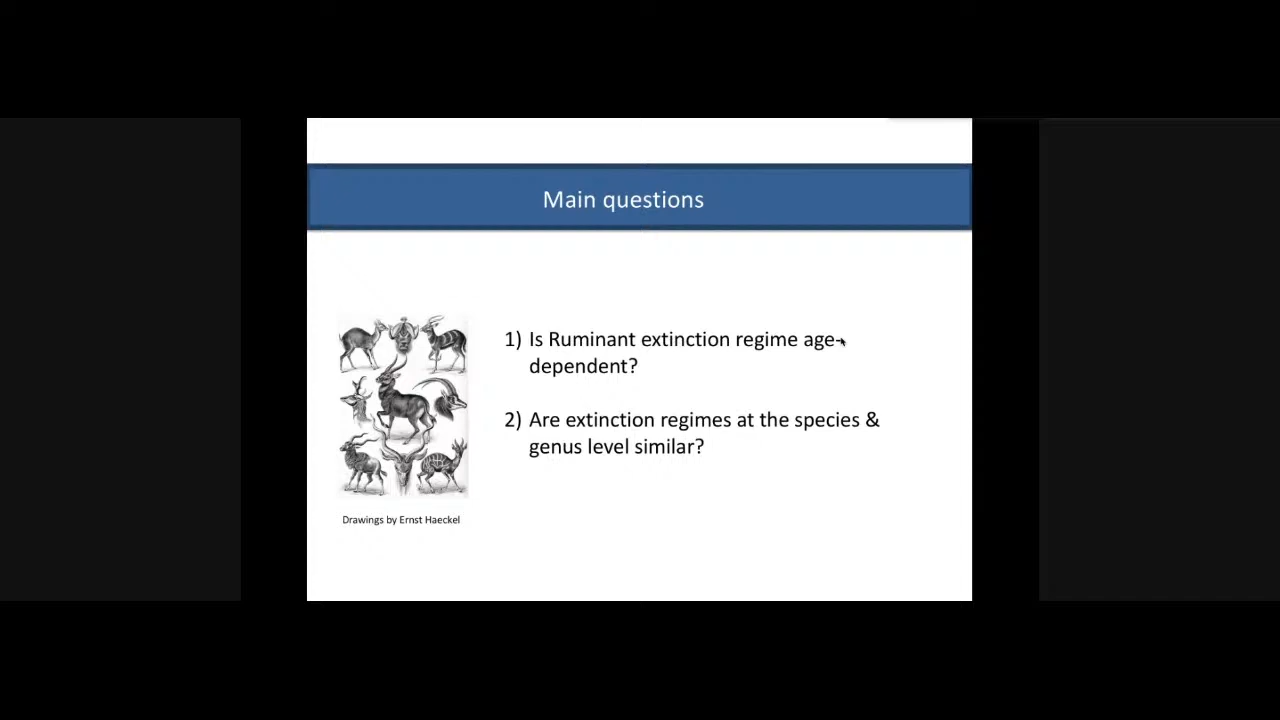 Main questions
1) Is Ruminant extinction regime age-
dependent?
2) Are extinction regimes at the species &
genus level similar?
Drawings by Ernst Haeckel